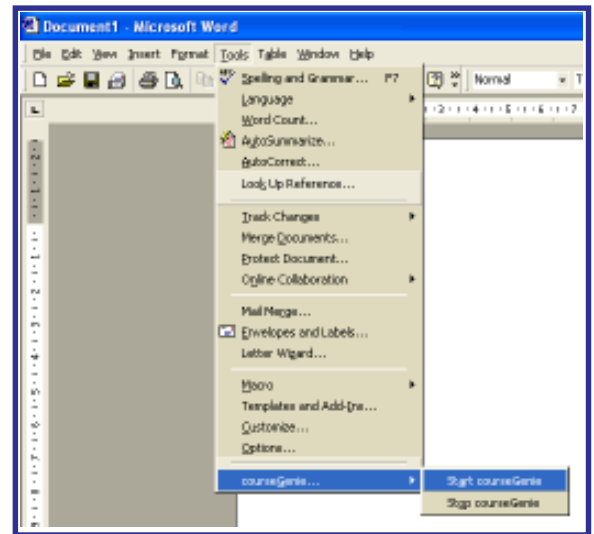 Document1 - Microsoft Word
File Edit View Insert Format Tools Table Window Help
Spelling and Grammar... F7
Normal
Language
Word Count...
AutoSummarize...
AutoCorrect...
Look Up Reference...
Track Changes
Merge Documents...
Protect Document...
Online Collaboration
Mail Merge...
Envelopes and Labels...
Letter Wizard...
Macro
Templates and Add-Ins...
Customize...
Options...
courseGenie...
Start courseGenie
Stop courseGenie